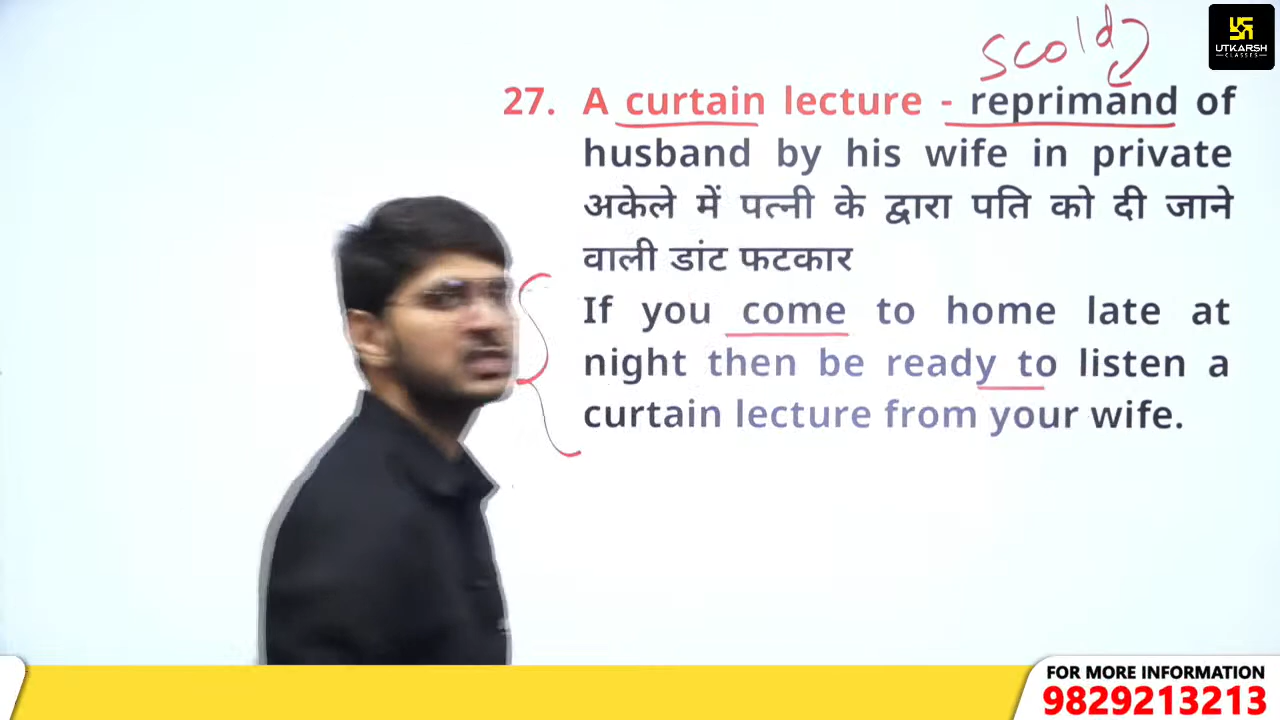 scold
UTKARSH
CLASSES
27. A curtain lecture - reprimand of
husband by his wife in private
अकेले में पत्नी के द्वारा पति को दी जाने
वाली डांट फटकार
If you come to home late at
night then be ready to listen a
curtain lecture from your wife.
FOR MORE INFORMATION
9829213213